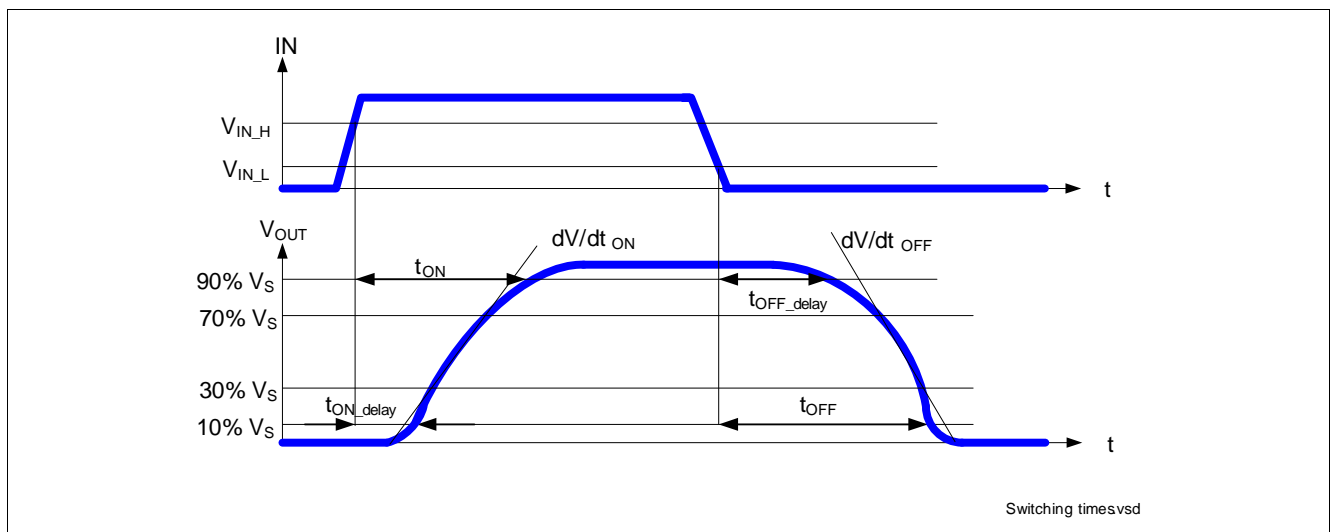 IN
V_IN_H
V_IN_L
t
V_OUT
dV/dt ON
dV/dt OFF
90% V_S
t_ON
t_OFF_delay
70% V_S
30% V_S
t_ON_delay
t_OFF
10% V_S
t
Switching times.vsd